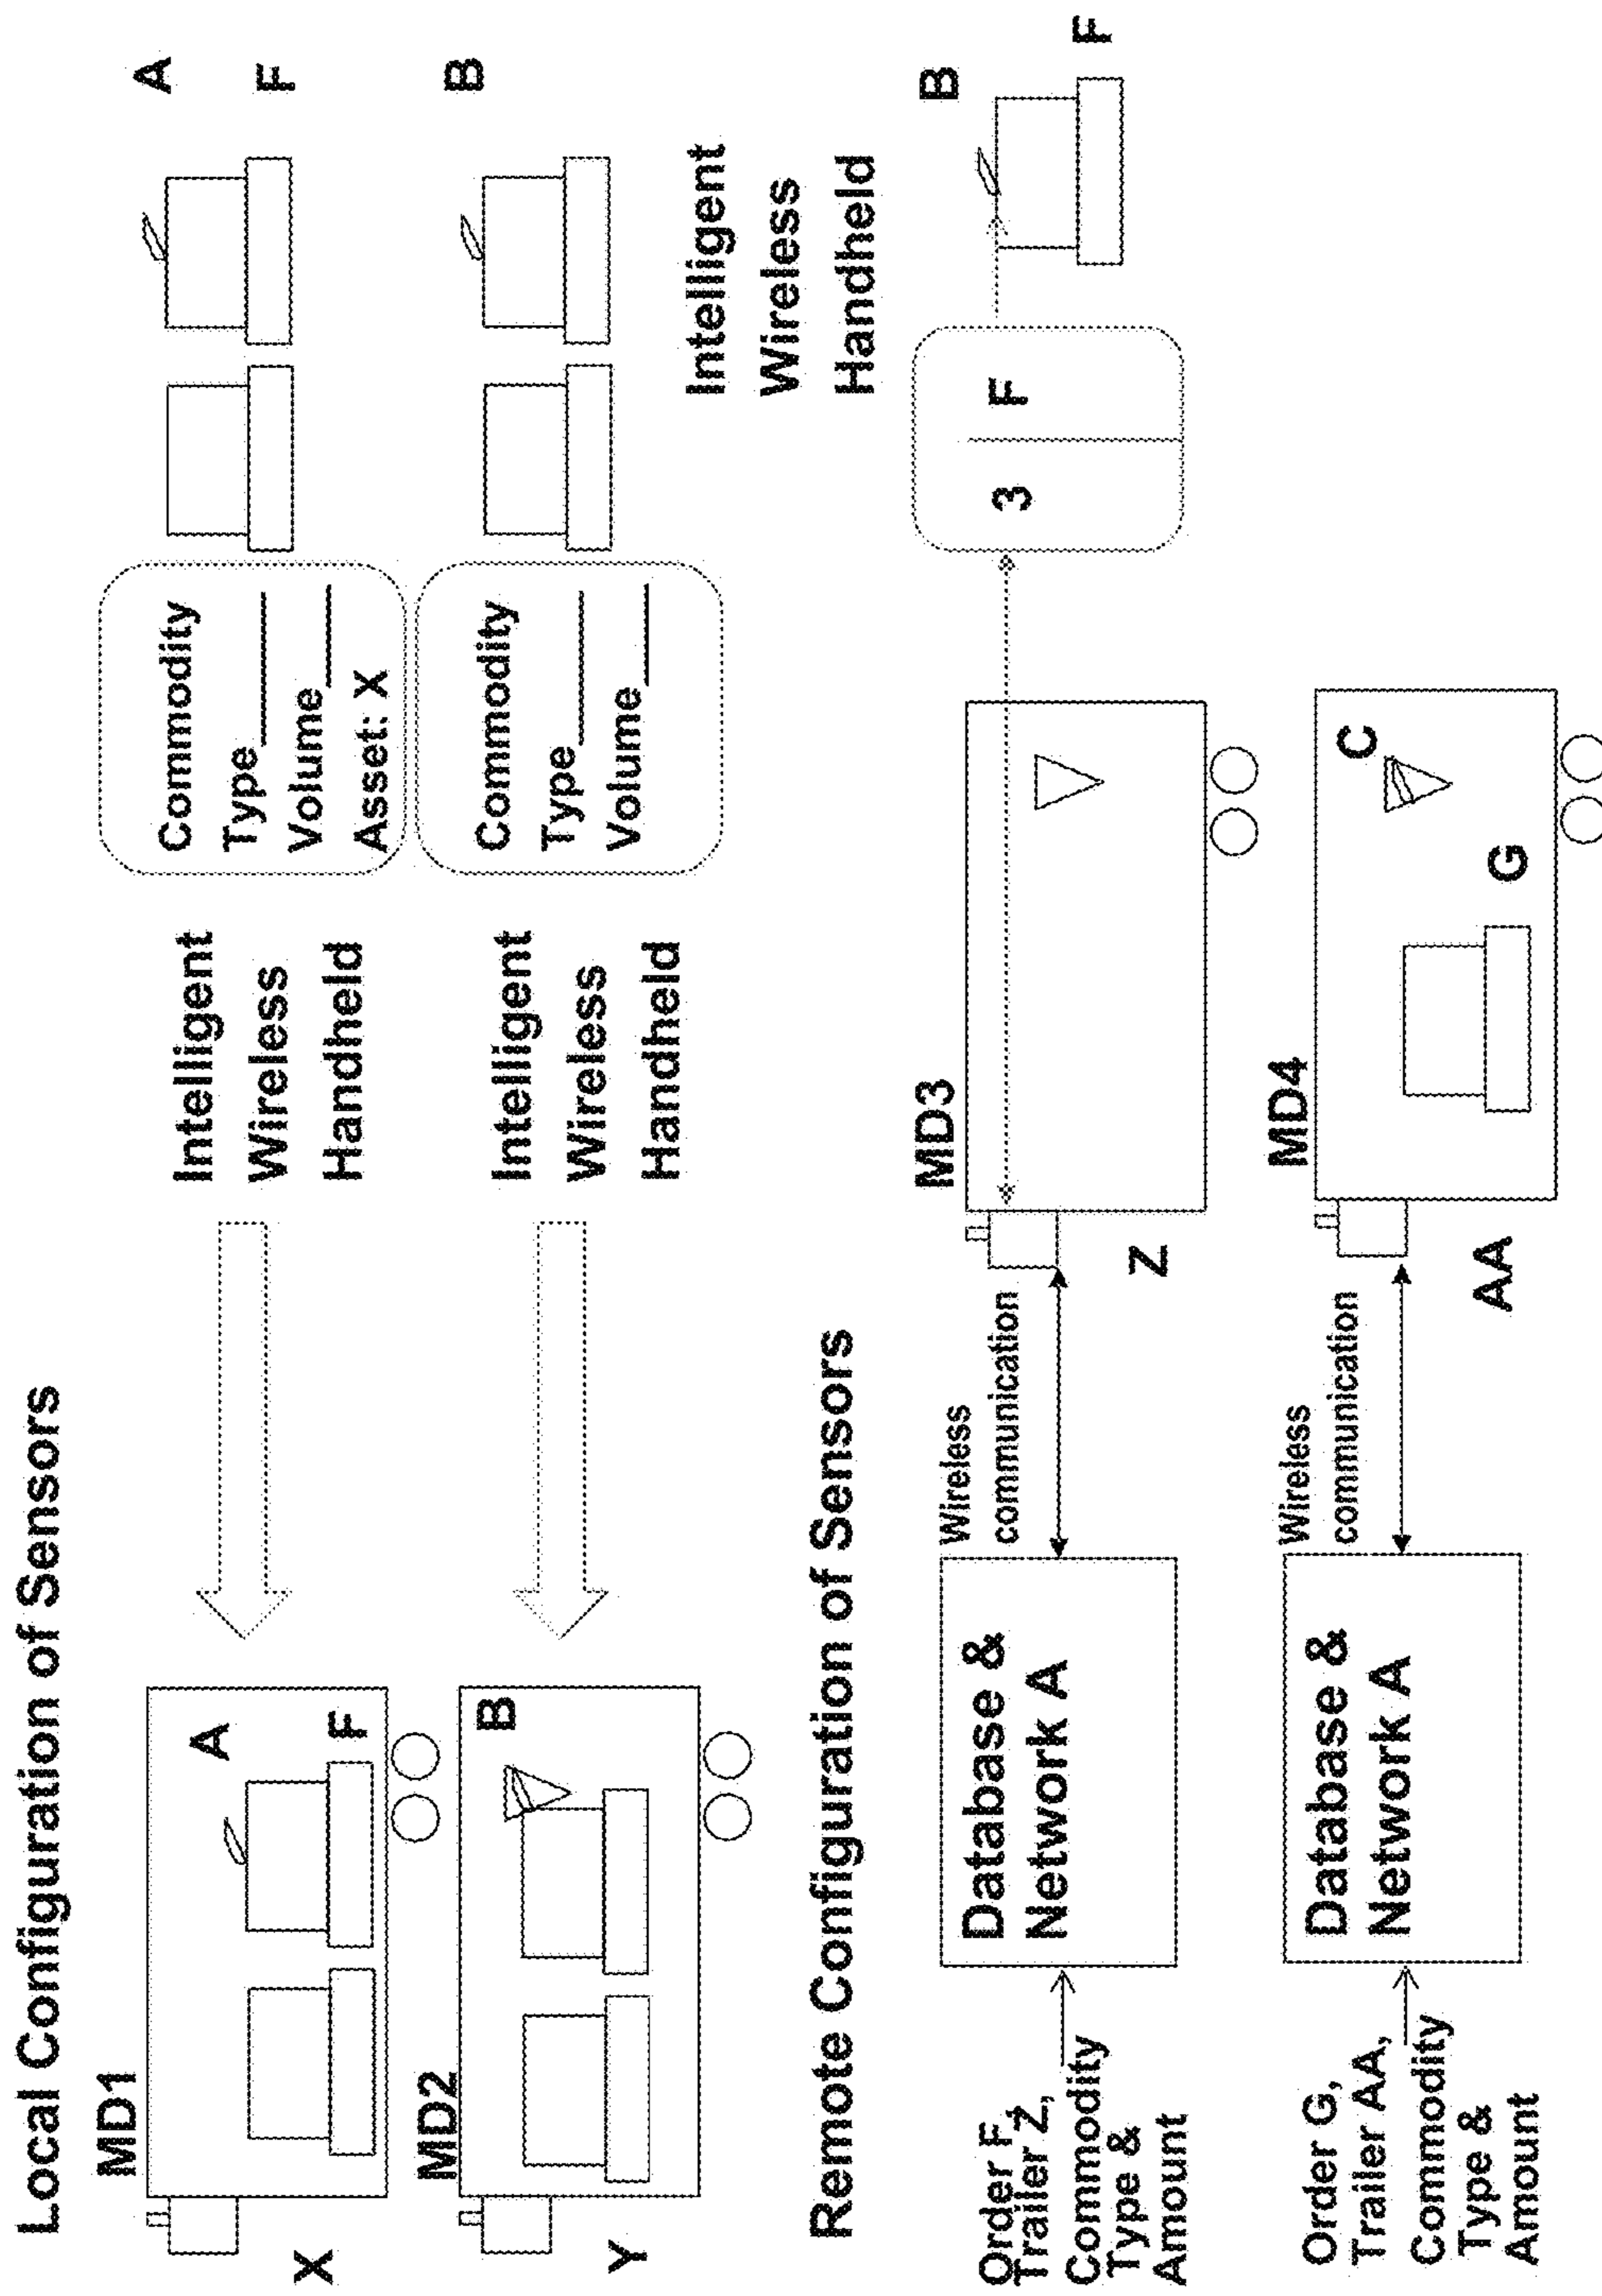 Local Configuration of Sensors
MD1
A
F
X
Intelligent
Wireless
Handheld
Commodity
Type____
Volume___
Asset: X
A
F
MD2
B
Y
Intelligent
Wireless
Handheld
Commodity
Type____
Volume___
B
Remote Configuration of Sensors
Intelligent
Wireless
Handheld
Order F,
Trailer Z,
Commodity
Type &
Amount
Database &
Network A
Wireless
communication
MD3
Z
3
F
B
F
Order G,
Trailer AA,
Commodity
Type &
Amount
Database &
Network A
Wireless
communication
MD4
AA
G
C